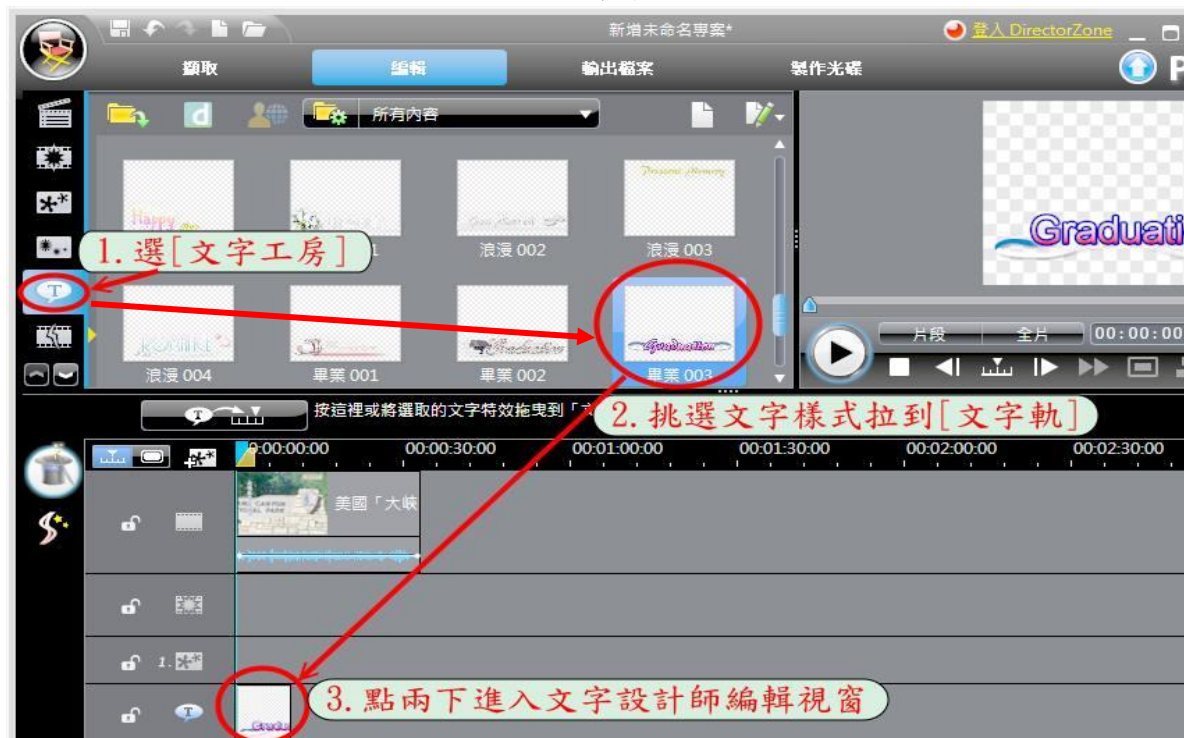 新增未命名專案*
登入 DirectorZone
擷取
編輯
輸出檔案
製作光碟
P
所有內容
Happy
浪漫 002
浪漫 003
1. 選[文字工房]
Graduati
浪漫 004
畢業 001
畢業 002
畢業 003
Graduation
Graduation
片段
全片
00:00:00
按這裡或將選取的文字特效拖曳到「文
2. 挑選文字樣式拉到[文字軌]
0:00:00:00
00:00:30:00
00:01:00:00
00:01:30:00
00:02:00:00
00:02:30:00
美國「大峽
1.
3. 點兩下進入文字設計師編輯視窗
Gradu